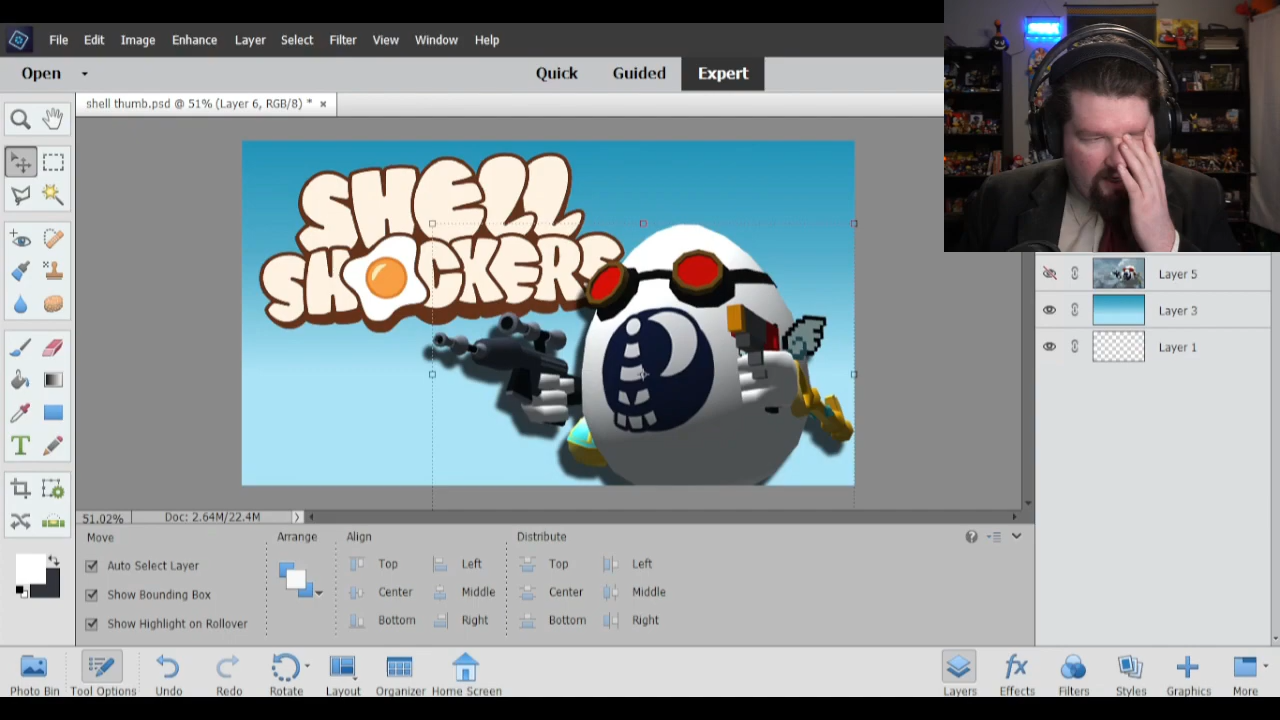 File Edit Image Enhance Layer Select Filter View Window Help
Open Quick Guided Expert
shell thumb.psd @ 51% (Layer 6, RGB/8) * ×
SHELL
SHOCKERS
SEGA
Layer 5
Layer 3
Layer 1
51.02% Doc: 2.64M/22.4M
Move Arrange Align Distribute
Auto Select Layer Top Left Top Left
Show Bounding Box Center Middle Center Middle
Show Highlight on Rollover Bottom Right Bottom Right
Photo Bin Tool Options Undo Redo Rotate Layout Organizer Home Screen Layers Effects Filters Styles Graphics More